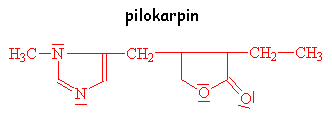 pilokarpin
H₃C N CH₂ CH₂ CH₃
N O O